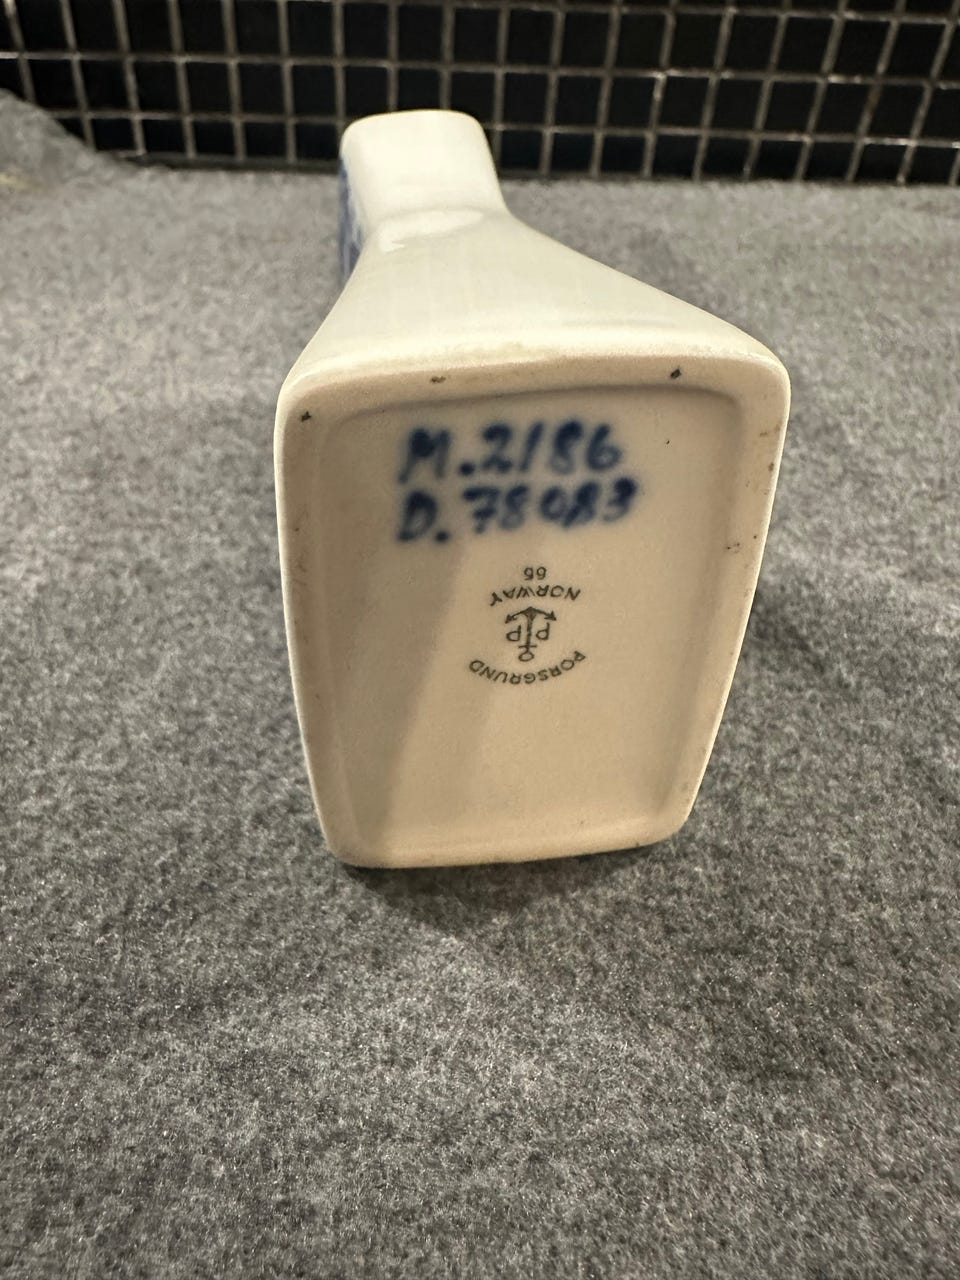 M.2186
D.78083
PORSGRUND
PP
NORWAY
65